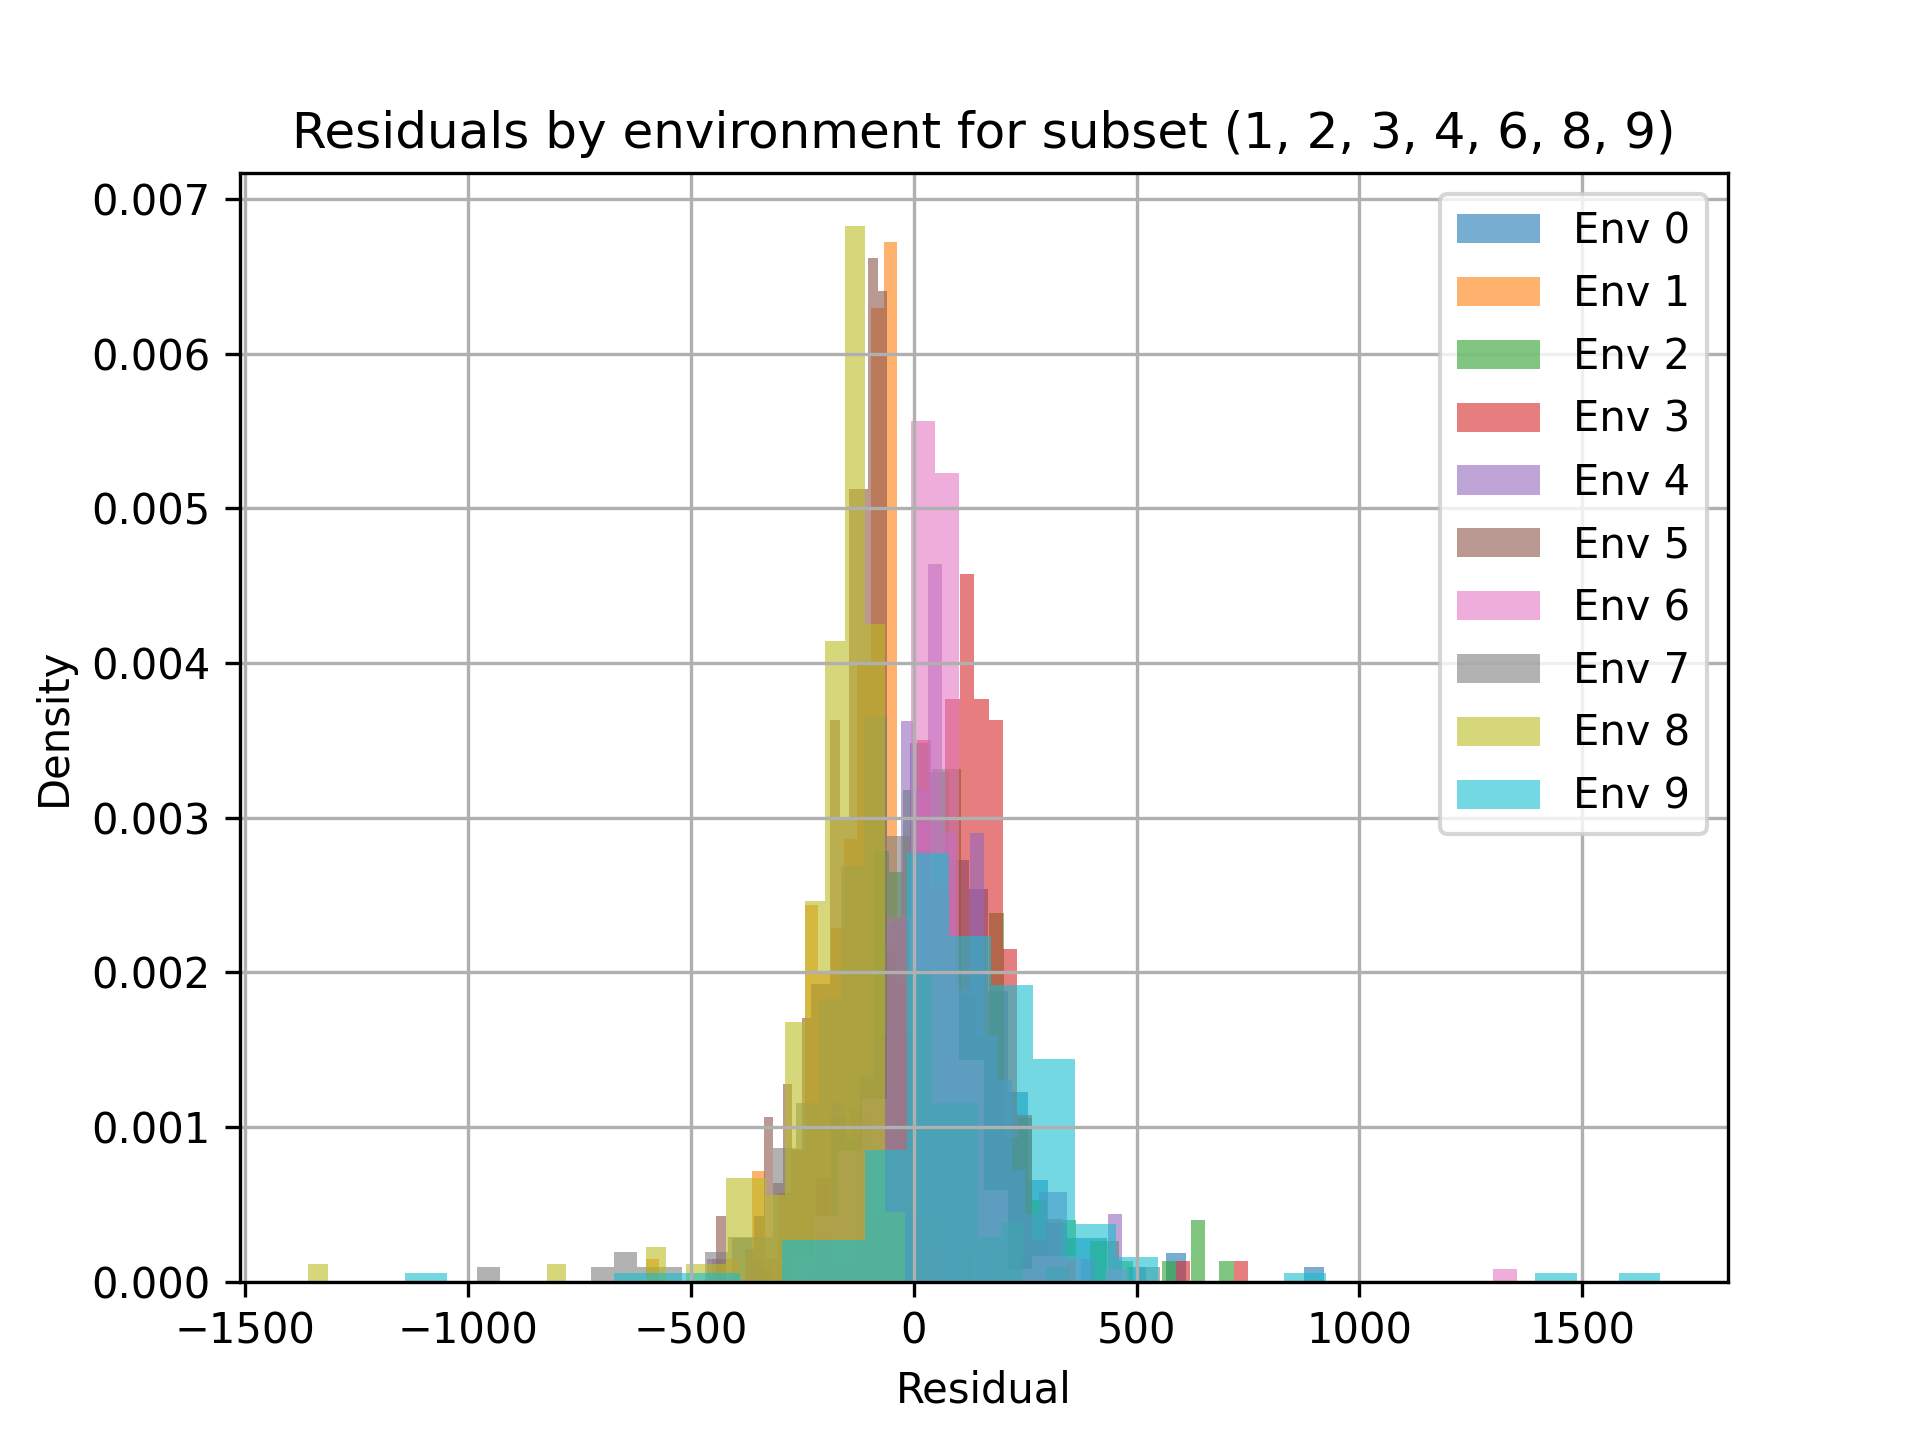 Residuals by environment for subset (1, 2, 3, 4, 6, 8, 9)
0.007
0.006
0.005
0.004
0.003
0.002
0.001
0.000
Density
Env 0
Env 1
Env 2
Env 3
Env 4
Env 5
Env 6
Env 7
Env 8
Env 9
−1500 −1000 −500 0 500 1000 1500
Residual